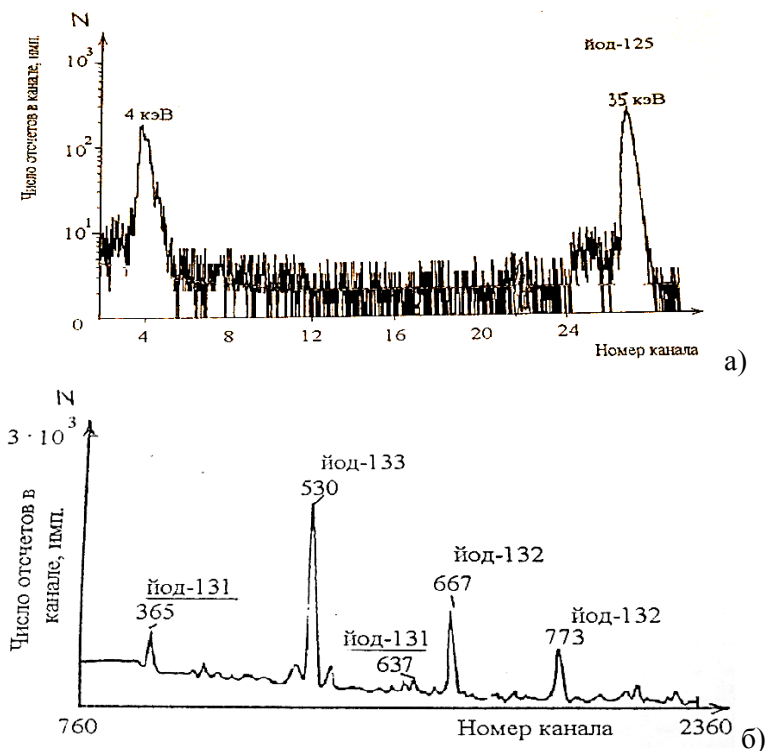 N
Число отсчетов в канале, имп.
йод-125
10³
4 кэВ
35 кэВ
10²
10¹
0
4
8
12
16
20
24
Номер канала
а)
N
3 · 10³
Число отсчетов в
канале, имп.
йод-133
530
йод-132
йод-131
365
667
йод-132
йод-131
637
773
760
Номер канала
2360
б)